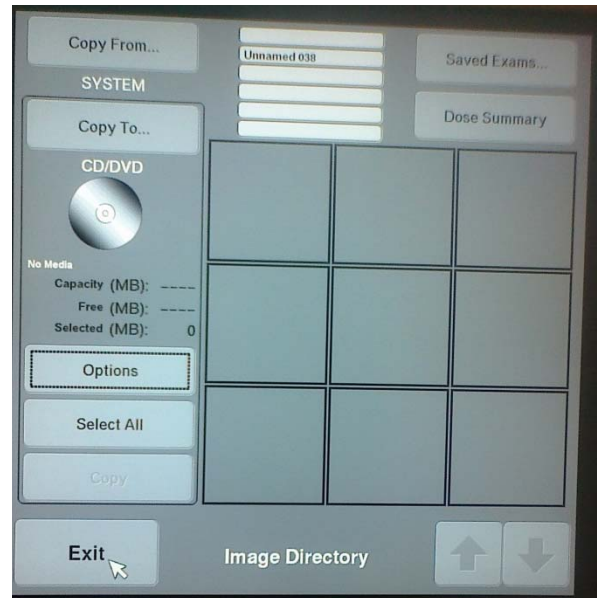 Copy From...
SYSTEM
Copy To...
CD/DVD
No Media
Capacity (MB): ----
Free (MB): ----
Selected (MB): 0
Options
Select All
Copy
Exit
Unnamed 038
Saved Exams...
Dose Summary
Image Directory